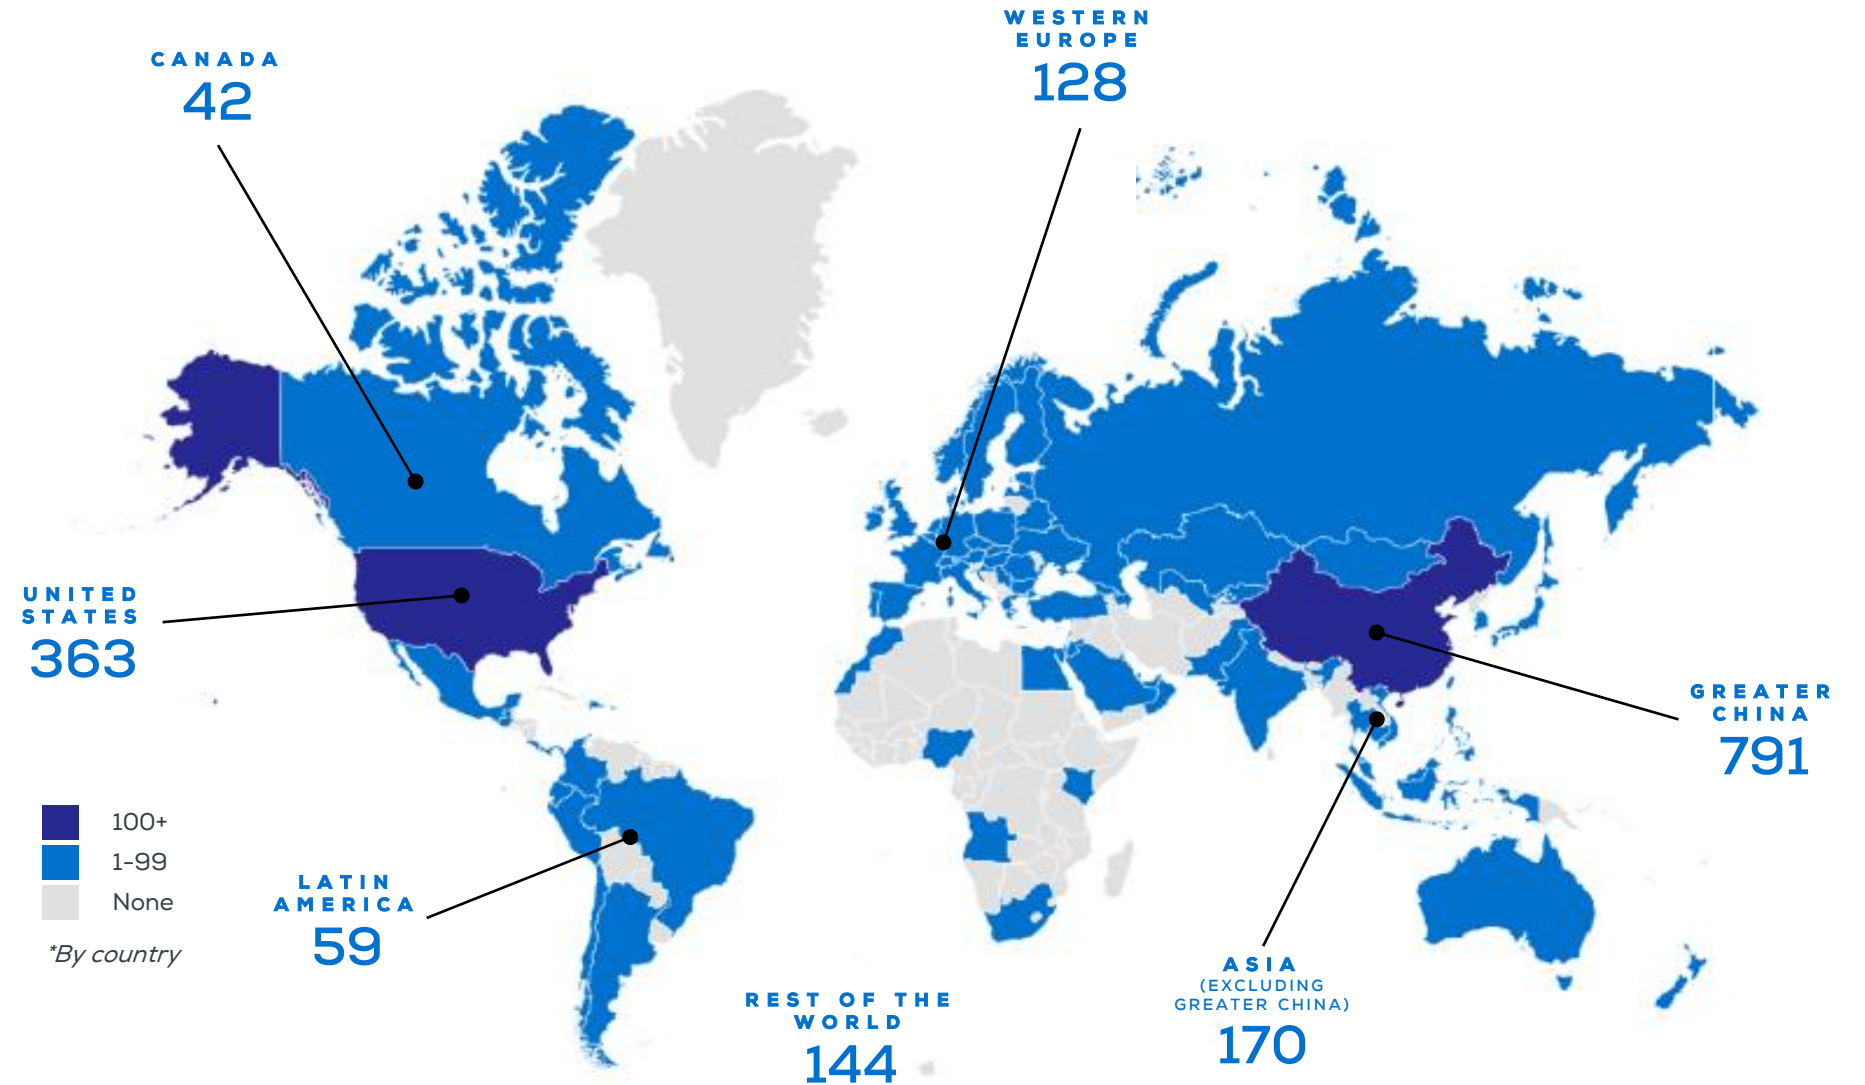 CANADA
42
WESTERN
EUROPE
128
UNITED
STATES
363
GREATER
CHINA
791
100+
1-99
None
*By country
LATIN
AMERICA
59
REST OF THE
WORLD
144
ASIA
(EXCLUDING
GREATER CHINA)
170